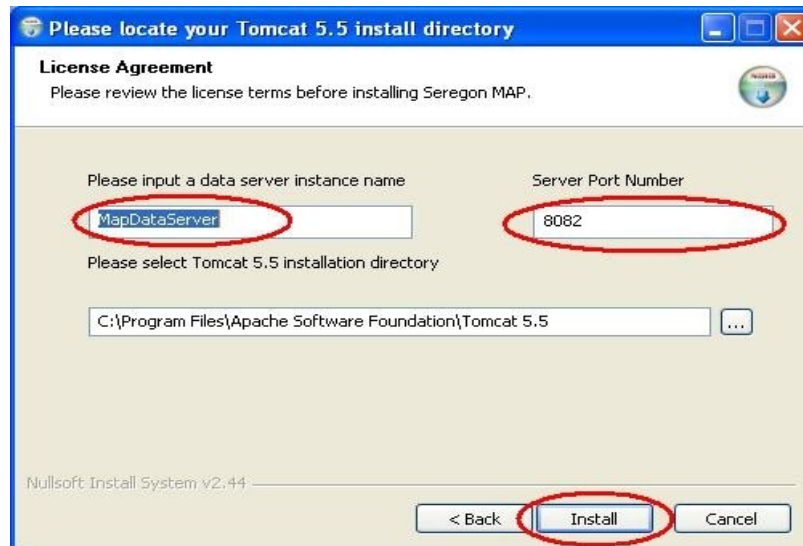 Please locate your Tomcat 5.5 install directory
License Agreement
Please review the license terms before installing Seregon MAP.
Please input a data server instance name Server Port Number
MapDataServer 8082
Please select Tomcat 5.5 installation directory
C:\Program Files\Apache Software Foundation\Tomcat 5.5 ...
Nullsoft Install System v2.44
< Back Install Cancel